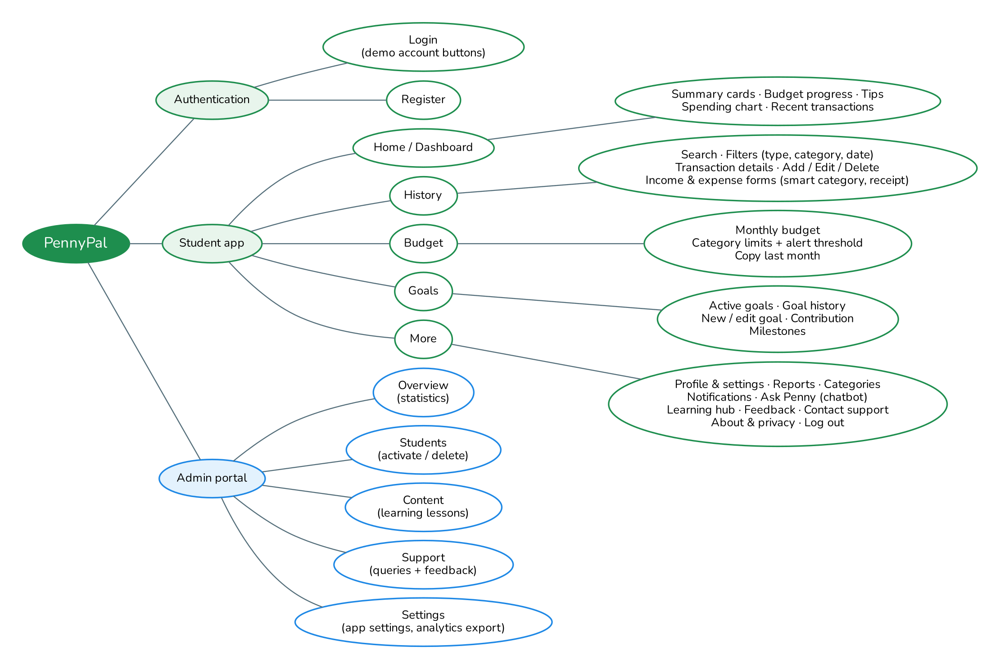 PennyPal
Authentication
Login
(demo account buttons)
Register
Student app
Home / Dashboard
Summary cards · Budget progress · Tips
Spending chart · Recent transactions
History
Search · Filters (type, category, date)
Transaction details · Add / Edit / Delete
Income & expense forms (smart category, receipt)
Budget
Monthly budget
Category limits + alert threshold
Copy last month
Goals
Active goals · Goal history
New / edit goal · Contribution
Milestones
More
Profile & settings · Reports · Categories
Notifications · Ask Penny (chatbot)
Learning hub · Feedback · Contact support
About & privacy · Log out
Admin portal
Overview
(statistics)
Students
(activate / delete)
Content
(learning lessons)
Support
(queries + feedback)
Settings
(app settings, analytics export)